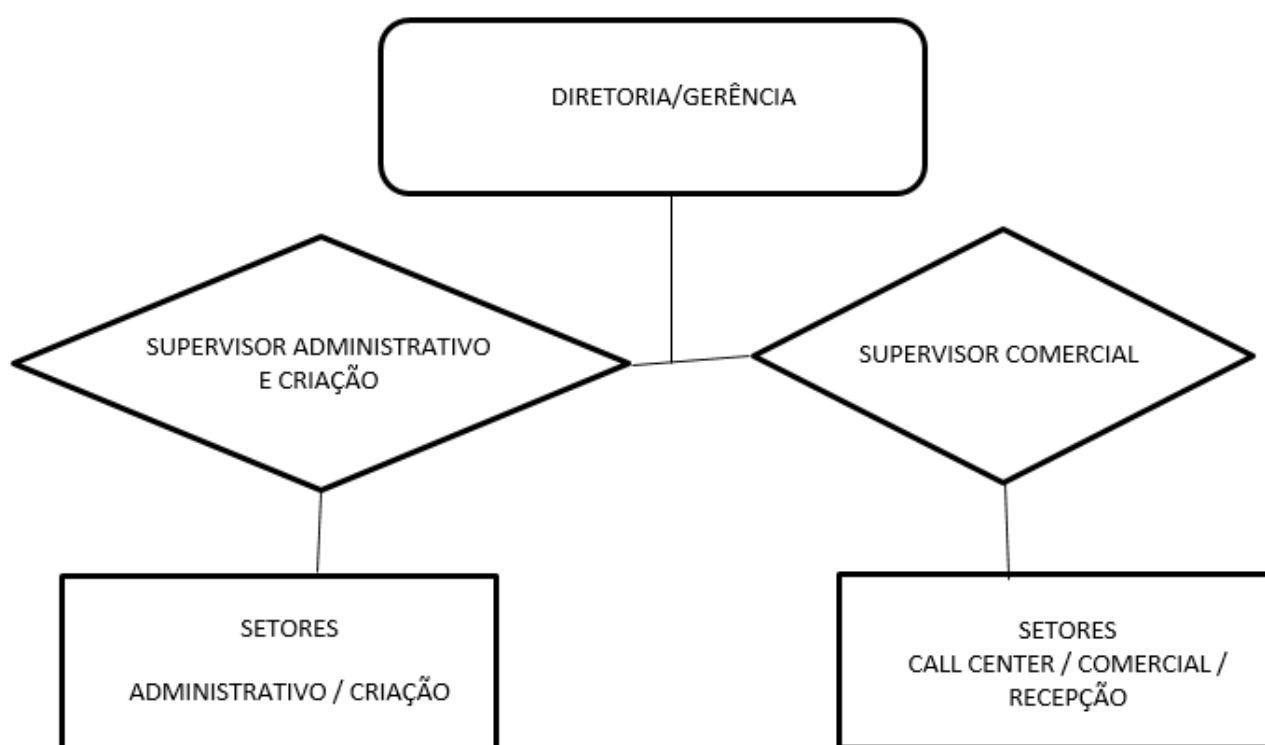 DIRETORIA/GERÊNCIA
SUPERVISOR ADMINISTRATIVO
E CRIAÇÃO
SUPERVISOR COMERCIAL
SETORES
ADMINISTRATIVO / CRIAÇÃO
SETORES
CALL CENTER / COMERCIAL /
RECEPÇÃO